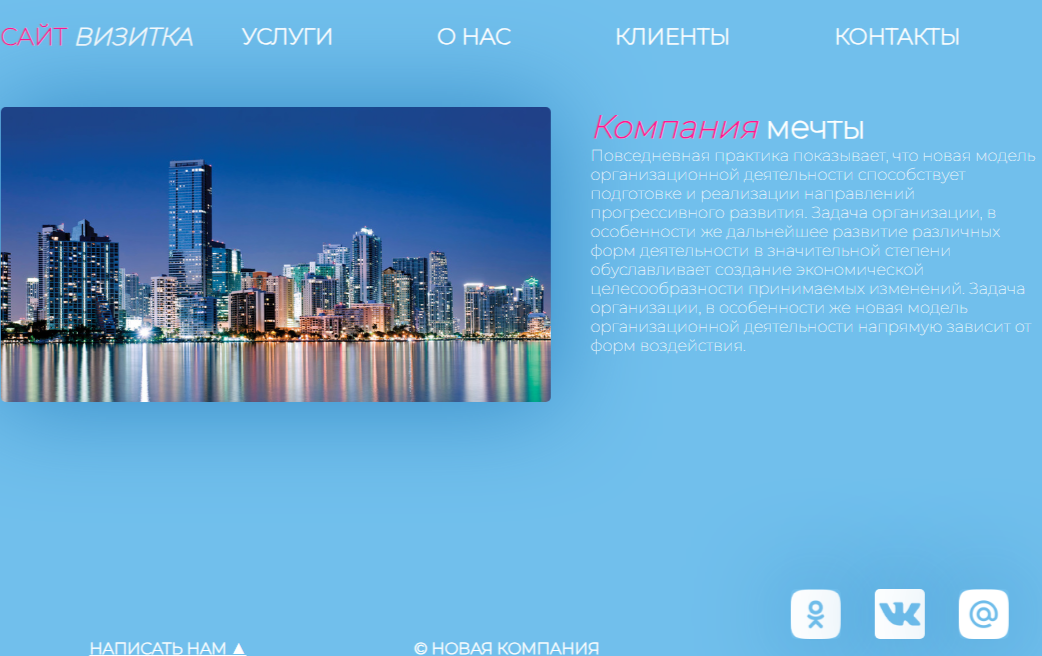 САЙТ ВИЗИТКА УСЛУГИ О НАС КЛИЕНТЫ КОНТАКТЫ
Компания мечты
Повседневная практика показывает, что новая модель
организационной деятельности способствует
подготовке и реализации направлений
прогрессивного развития. Задача организации, в
особенности же дальнейшее развитие различных
форм деятельности в значительной степени
обуславливает создание экономической
целесообразности принимаемых изменений. Задача
организации, в особенности же новая модель
организационной деятельности напрямую зависит от
форм воздействия.
НАПИСАТЬ НАМ ▲ © НОВАЯ КОМПАНИЯ